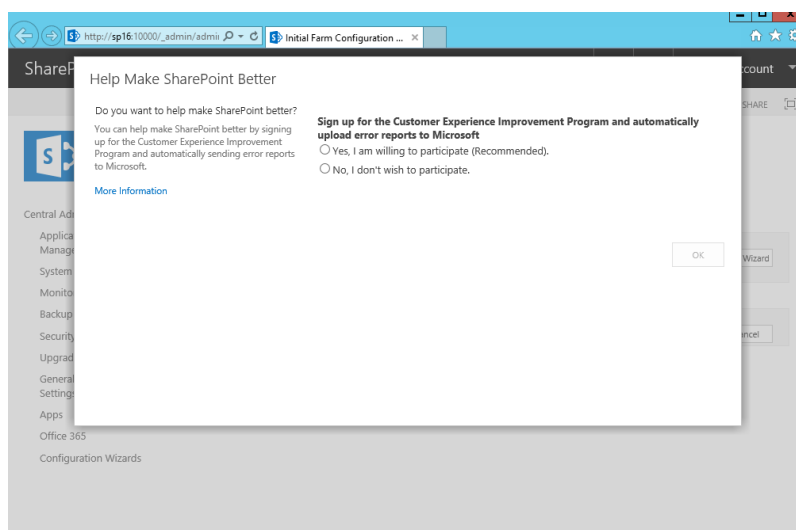 http://sp16:10000/_admin/admii
Initial Farm Configuration ...
ShareP
ccount
SHARE
Help Make SharePoint Better
Do you want to help make SharePoint better?
You can help make SharePoint better by signing
up for the Customer Experience Improvement
Program and automatically sending error reports
to Microsoft.
More Information
Sign up for the Customer Experience Improvement Program and automatically
upload error reports to Microsoft
Yes, I am willing to participate (Recommended).
No, I don't wish to participate.
OK
S
Central Ad
Applica
Manage
System
Monito
Backup
Security
Upgrad
General
Setting
Apps
Office 365
Configuration Wizards
Wizard
ncel